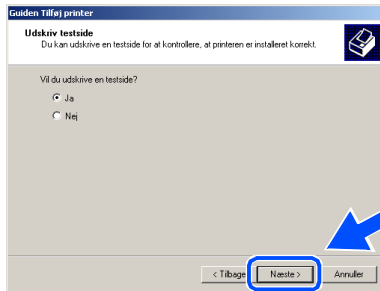 Guiden Tilføj printer
Udskriv testside
Du kan udskrive en testside for at kontrollere, at printeren er installeret korrekt.
Vil du udskrive en testside?
Ja
Nej
< Tilbage
Næste >
Annuller